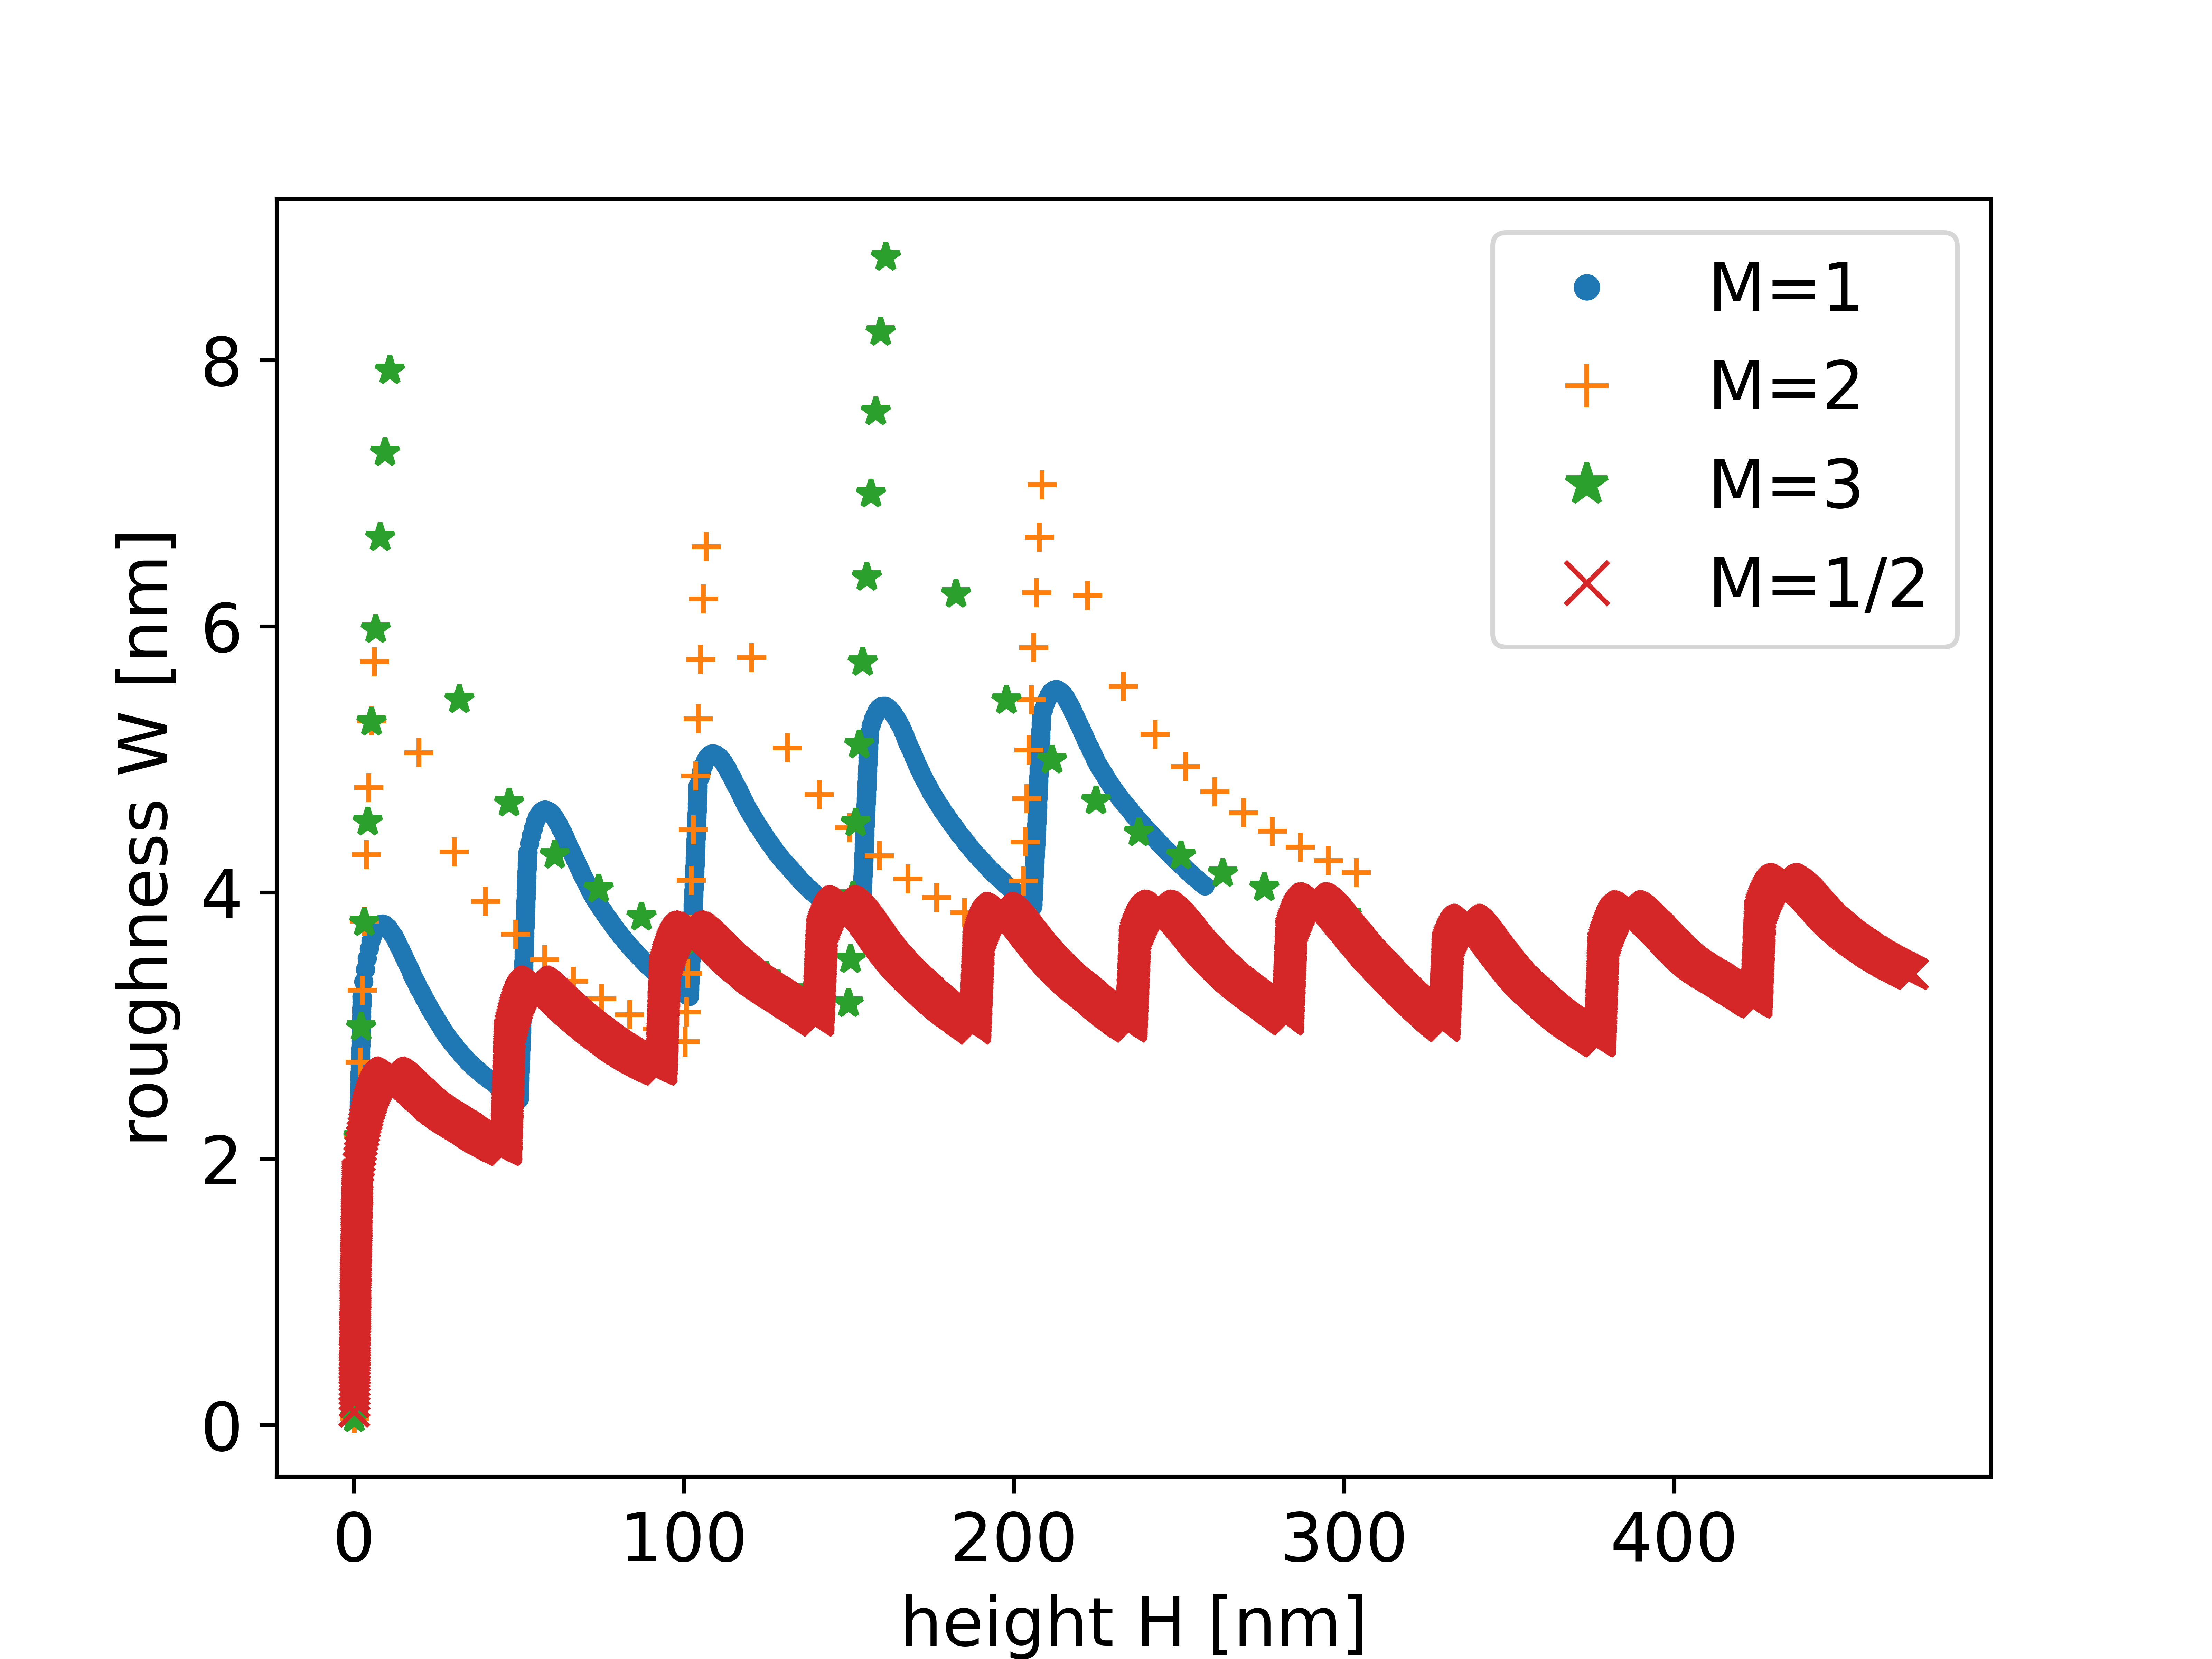 M=1
M=2
M=3
M=1/2
roughness W [nm]
8
6
4
2
0
0 100 200 300 400
height H [nm]